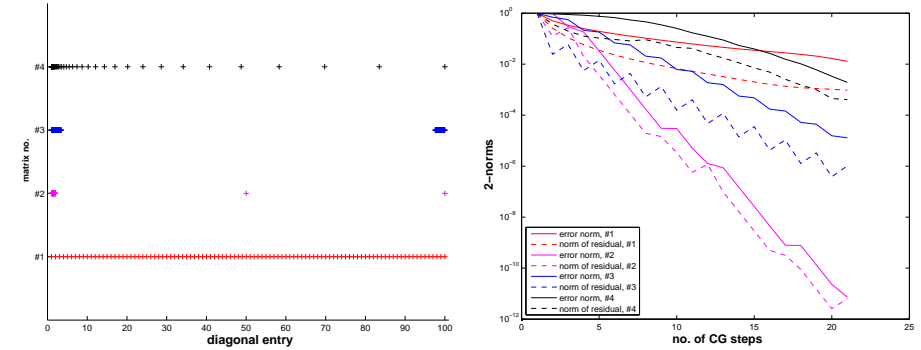 #4
#3
#2
#1
matrix no.
0 10 20 30 40 50 60 70 80 90 100
diagonal entry
10^0
10^−2
10^−4
10^−6
10^−8
10^−10
10^−12
2−norms
error norm, #1
norm of residual, #1
error norm, #2
norm of residual, #2
error norm, #3
norm of residual, #3
error norm, #4
norm of residual, #4
0 5 10 15 20 25
no. of CG steps